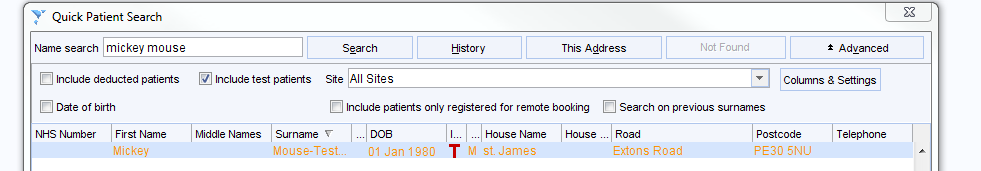 Quick Patient Search
Name search mickey mouse Search History This Address Not Found Advanced
Include deducted patients Include test patients Site All Sites Columns & Settings
Date of birth Include patients only registered for remote booking Search on previous surnames
NHS Number First Name Middle Names Surname ... DOB I... ... House Name House ... Road Postcode Telephone
Mickey Mouse-Test... 01 Jan 1980 T M st. James Extons Road PE30 5NU